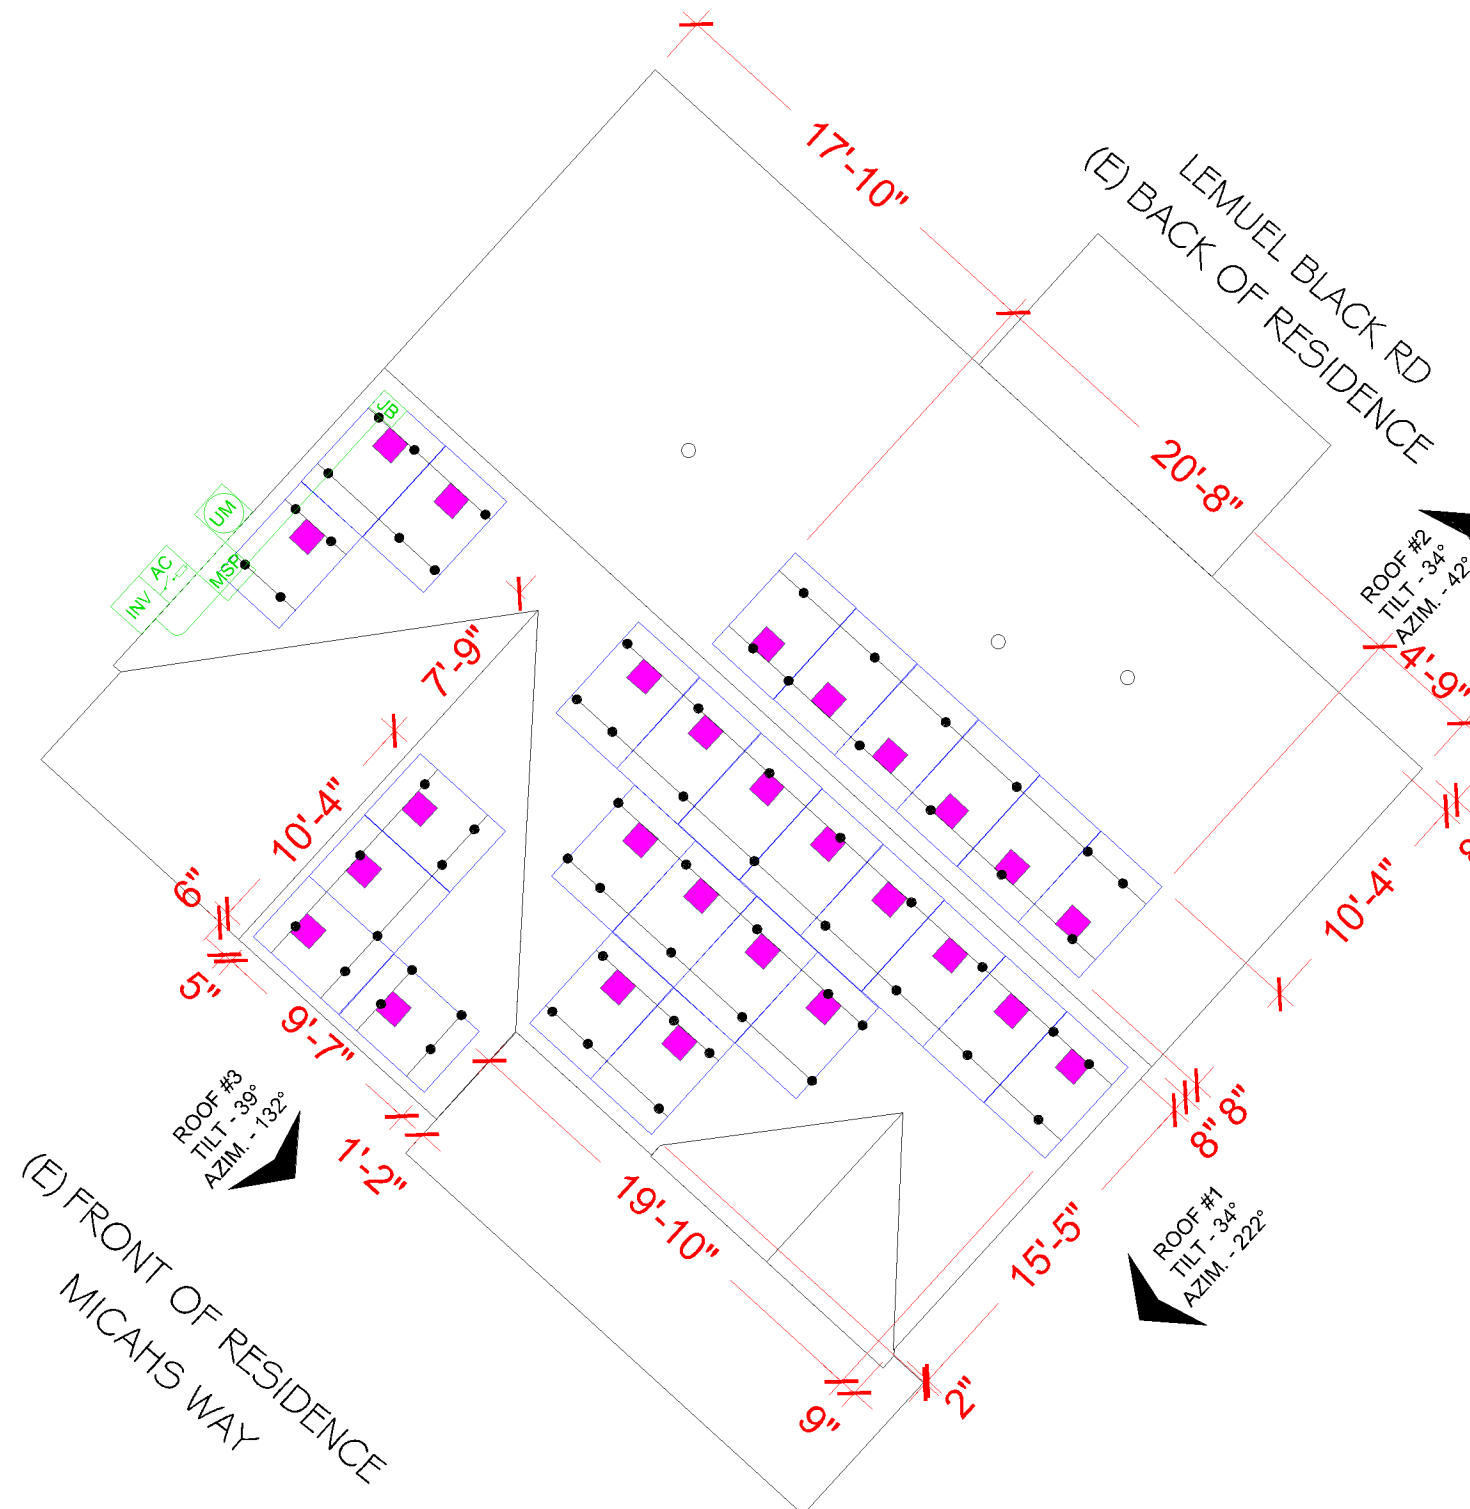 17'-10"
LEMUEL BLACK RD
(E) BACK OF RESIDENCE
20'-8"
ROOF #2
TILT - 34°
AZIM. - 42°
4'-9"
JB
UM
MSP
AC
INV
7'-9"
10'-4"
6"
5"
9'-7"
1'-2"
10'-4"
8"
8"
15'-5"
19'-10"
9"
2"
ROOF #3
TILT - 39°
AZIM. - 132°
ROOF #1
TILT - 34°
AZIM. - 222°
(E) FRONT OF RESIDENCE
MICAHS WAY